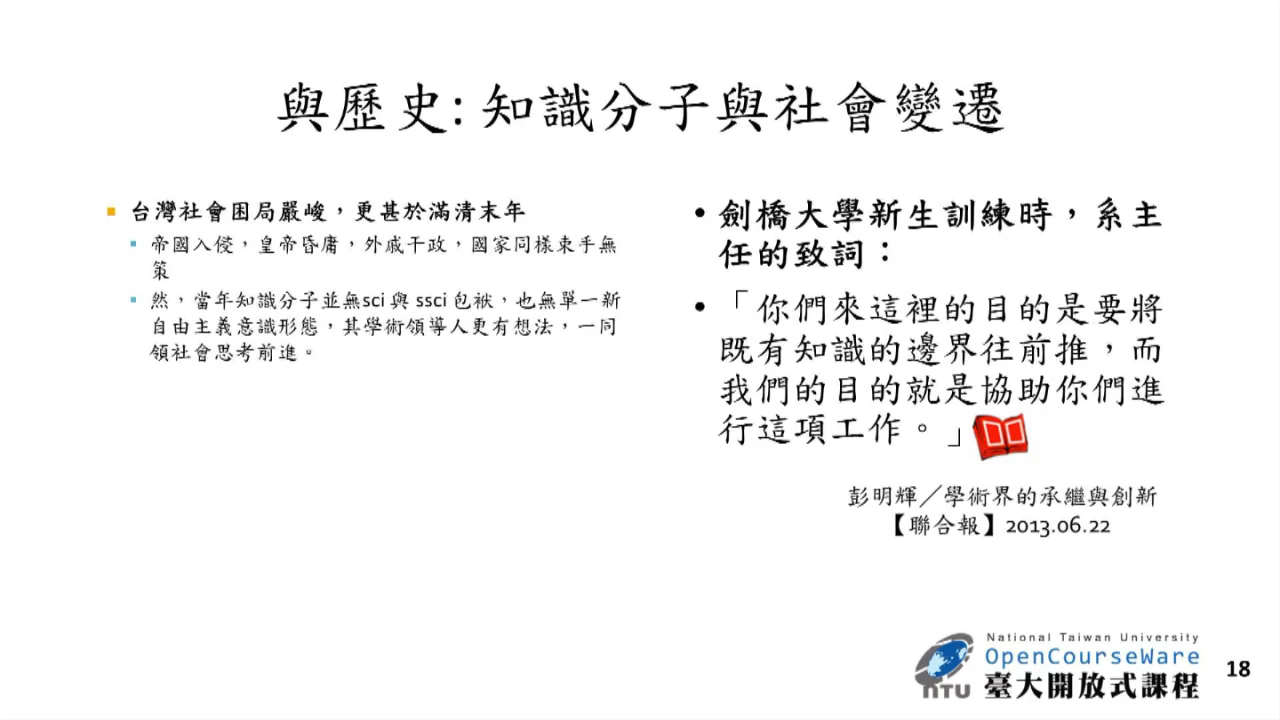 與歷史: 知識分子與社會變遷
台灣社會困局嚴峻，更甚於滿清末年
帝國入侵，皇帝昏庸，外戚干政，國家同樣束手無
策
然，當年知識分子並無sci 與 ssci 包袱，也無單一新
自由主義意識形態，其學術領導人更有想法，一同
領社會思考前進。
劍橋大學新生訓練時，系主
任的致詞：
「你們來這裡的目的是要將
既有知識的邊界往前推，而
我們的目的就是協助你們進
行這項工作。」
彭明輝／學術界的承繼與創新
【聯合報】2013.06.22
National Taiwan University
OpenCourseWare
臺大開放式課程
NTU
18